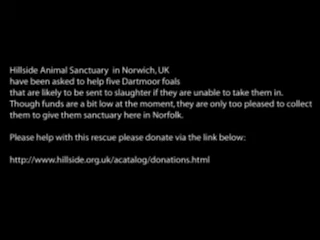 Hillside Animal Sanctuary in Norwich, UK
have been asked to help five Dartmoor foals
that are likely to be sent to slaughter if they are unable to take them in.
Though funds are a bit low at the moment, they are only too pleased to collect
them to give them sanctuary here in Norfolk.
Please help with this rescue please donate via the link below:
http://www.hillside.org.uk/acatalog/donations.html